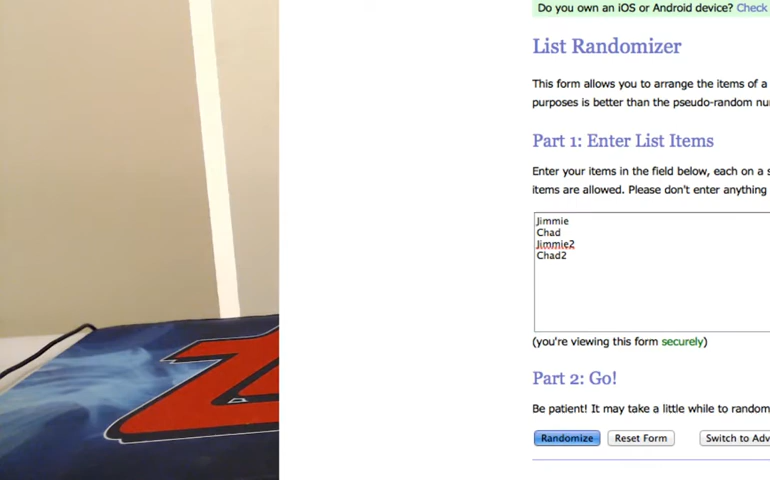 Do you own an iOS or Android device? Check
List Randomizer
This form allows you to arrange the items of a
purposes is better than the pseudo-random nu
Part 1: Enter List Items
Enter your items in the field below, each on a s
items are allowed. Please don't enter anything
Jimmie
Chad
Jimmie2
Chad2
(you're viewing this form securely)
Part 2: Go!
Be patient! It may take a little while to random
Randomize Reset Form Switch to Adv